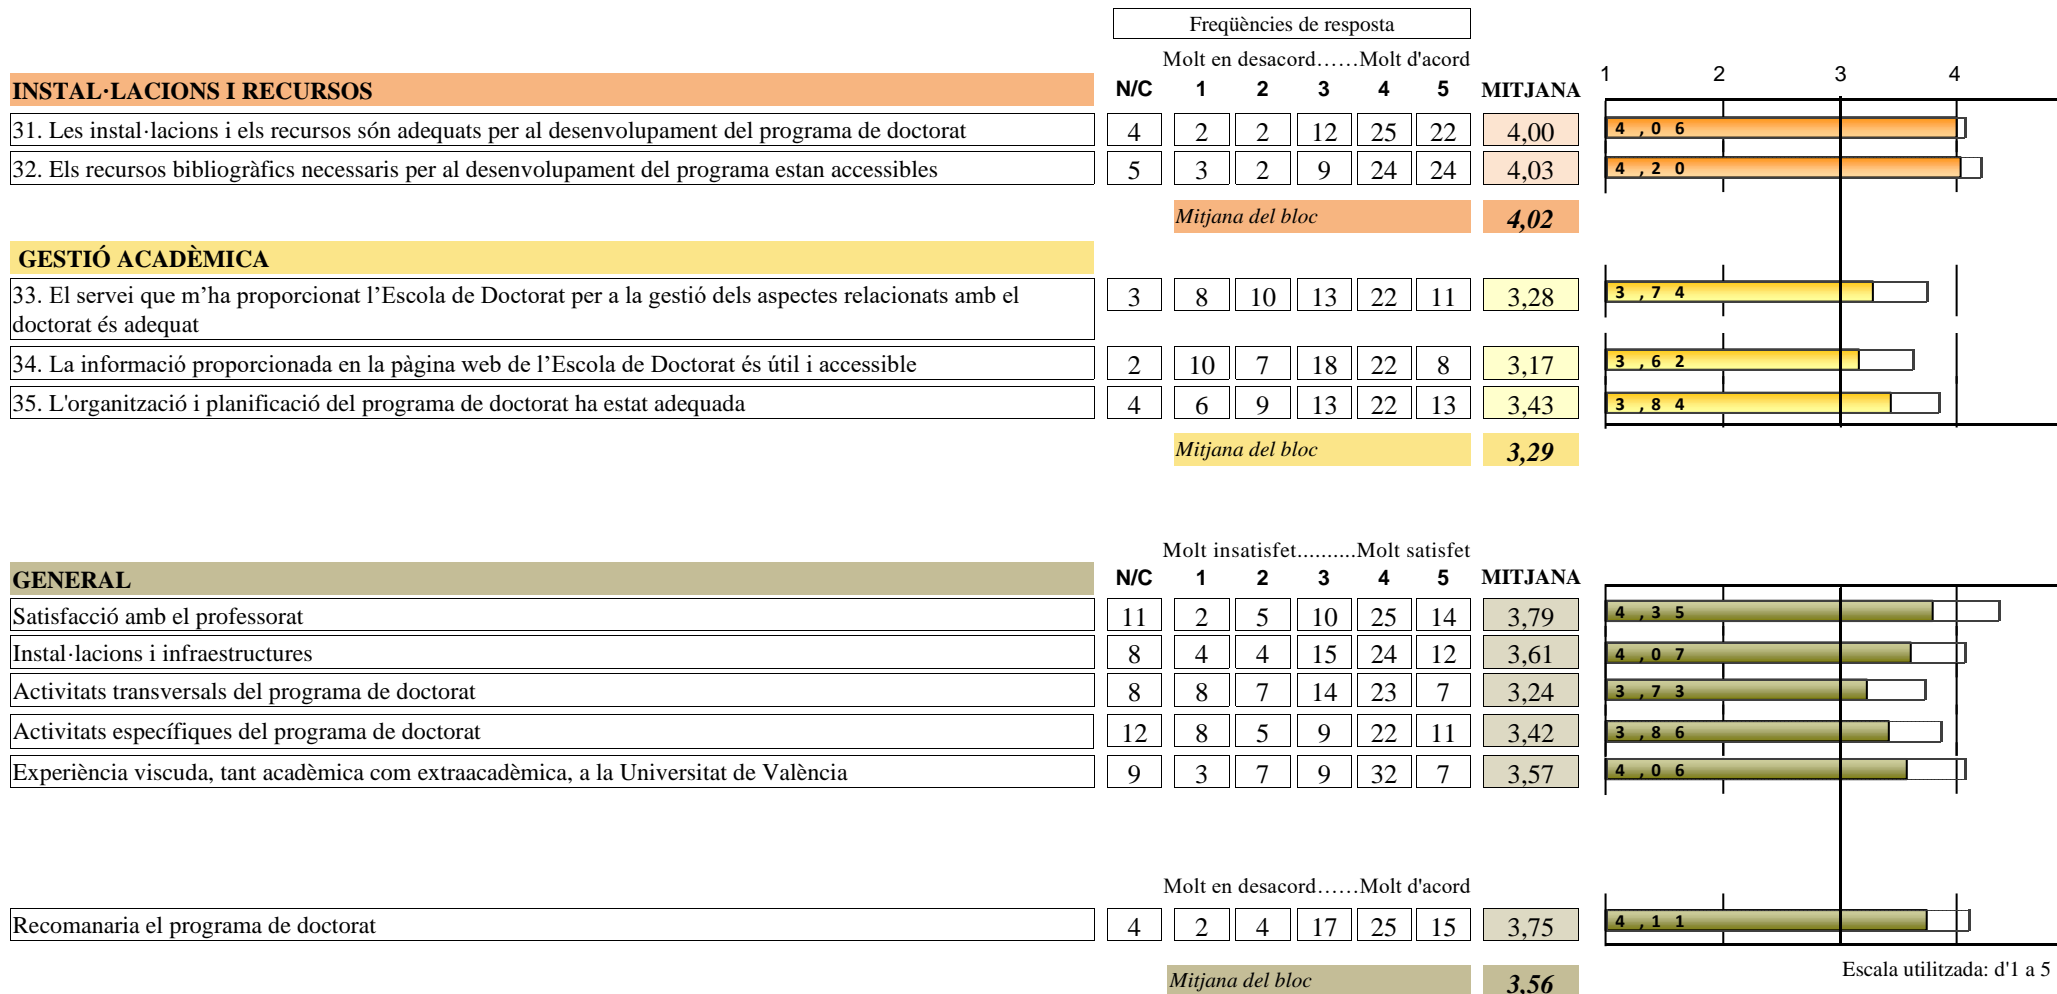 Freqüències de resposta
Molt en desacord……Molt d'acord
INSTAL·LACIONS I RECURSOS N/C 1 2 3 4 5 MITJANA 1 2 3 4
31. Les instal·lacions i els recursos són adequats per al desenvolupament del programa de doctorat 4 2 2 12 25 22 4,00 4,06
32. Els recursos bibliogràfics necessaris per al desenvolupament del programa estan accessibles 5 3 2 9 24 24 4,03 4,20
Mitjana del bloc 4,02
GESTIÓ ACADÈMICA
33. El servei que m’ha proporcionat l’Escola de Doctorat per a la gestió dels aspectes relacionats amb el
doctorat és adequat 3 8 10 13 22 11 3,28 3,74
34. La informació proporcionada en la pàgina web de l’Escola de Doctorat és útil i accessible 2 10 7 18 22 8 3,17 3,62
35. L'organització i planificació del programa de doctorat ha estat adequada 4 6 9 13 22 13 3,43 3,84
Mitjana del bloc 3,29
Molt insatisfet..........Molt satisfet
GENERAL N/C 1 2 3 4 5 MITJANA
Satisfacció amb el professorat 11 2 5 10 25 14 3,79 4,35
Instal·lacions i infraestructures 8 4 4 15 24 12 3,61 4,07
Activitats transversals del programa de doctorat 8 8 7 14 23 7 3,24 3,73
Activitats específiques del programa de doctorat 12 8 5 9 22 11 3,42 3,86
Experiència viscuda, tant acadèmica com extraacadèmica, a la Universitat de València 9 3 7 9 32 7 3,57 4,06
Molt en desacord……Molt d'acord
Recomanaria el programa de doctorat 4 2 4 17 25 15 3,75 4,11
Escala utilitzada: d'1 a 5
Mitjana del bloc 3,56